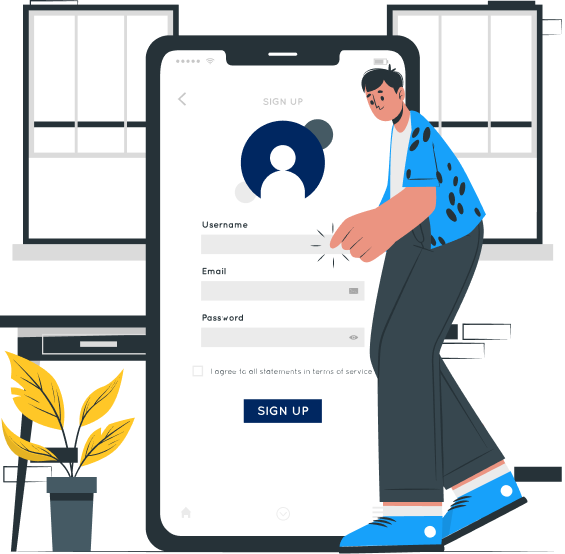 SIGN UP
Username
Email
Password
I agree to all statements in terms of service
SIGN UP